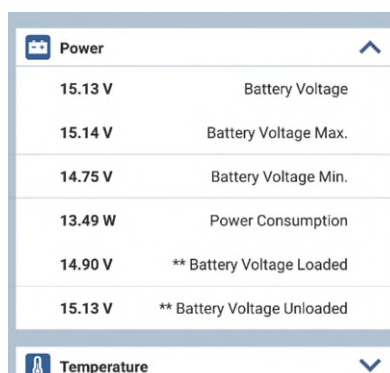 Power
15.13 V Battery Voltage
15.14 V Battery Voltage Max.
14.75 V Battery Voltage Min.
13.49 W Power Consumption
14.90 V ** Battery Voltage Loaded
15.13 V ** Battery Voltage Unloaded
Temperature